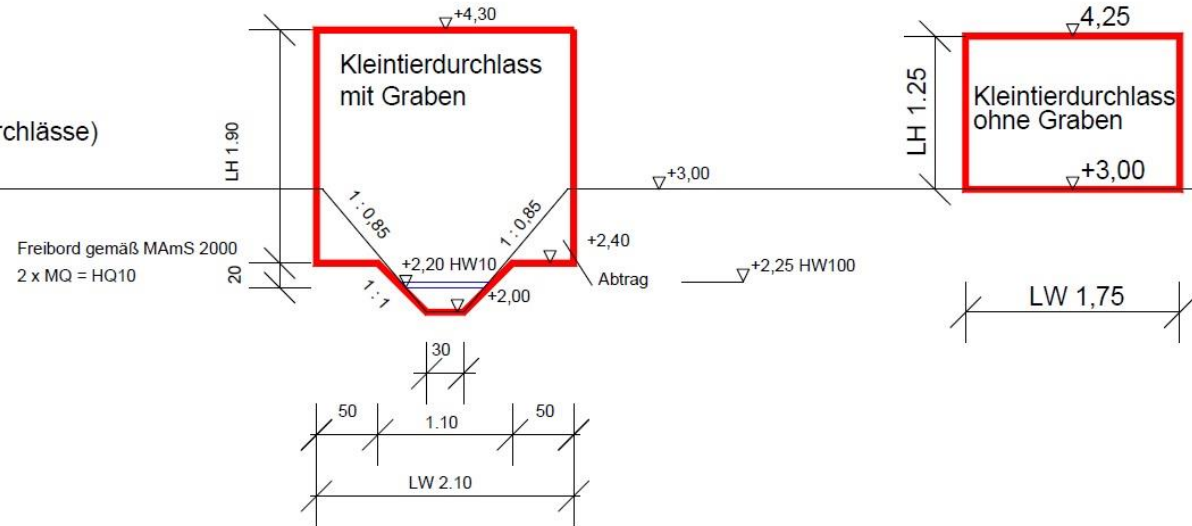 +4,30
4,25
Kleintierdurchlass
mit Graben
LH 1.90
LH 1.25
Kleintierdurchlass
ohne Graben
rchlässe)
+3,00
+3,00
1 : 0,85
1 : 0,85
Freibord gemäß MAmS 2000
2 x MQ = HQ10
20
+2,40
+2,20 HW10
Abtrag
+2,25 HW100
1 : 1
+2,00
LW 1,75
30
50
1.10
50
LW 2.10